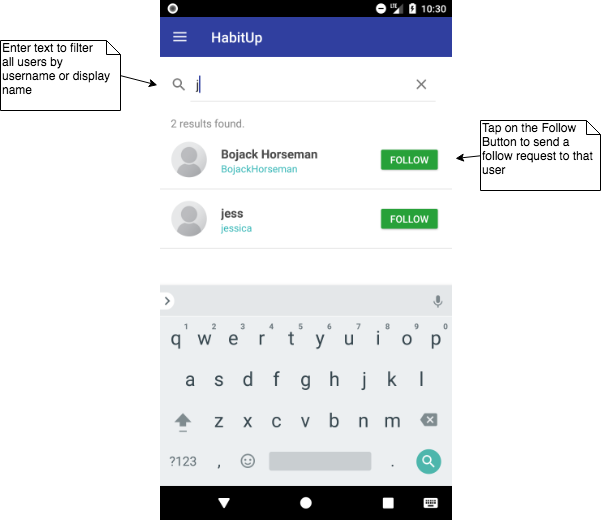 LTE 10:30
HabitUp
Enter text to filter
all users by
username or display
name
j
2 results found.
Bojack Horseman
BojackHorseman
FOLLOW
Tap on the Follow
Button to send a
follow request to that
user
jess
jessica
FOLLOW
1 2 3 4 5 6 7 8 9 0
q w e r t y u i o p
a s d f g h j k l
z x c v b n m
?123 , .